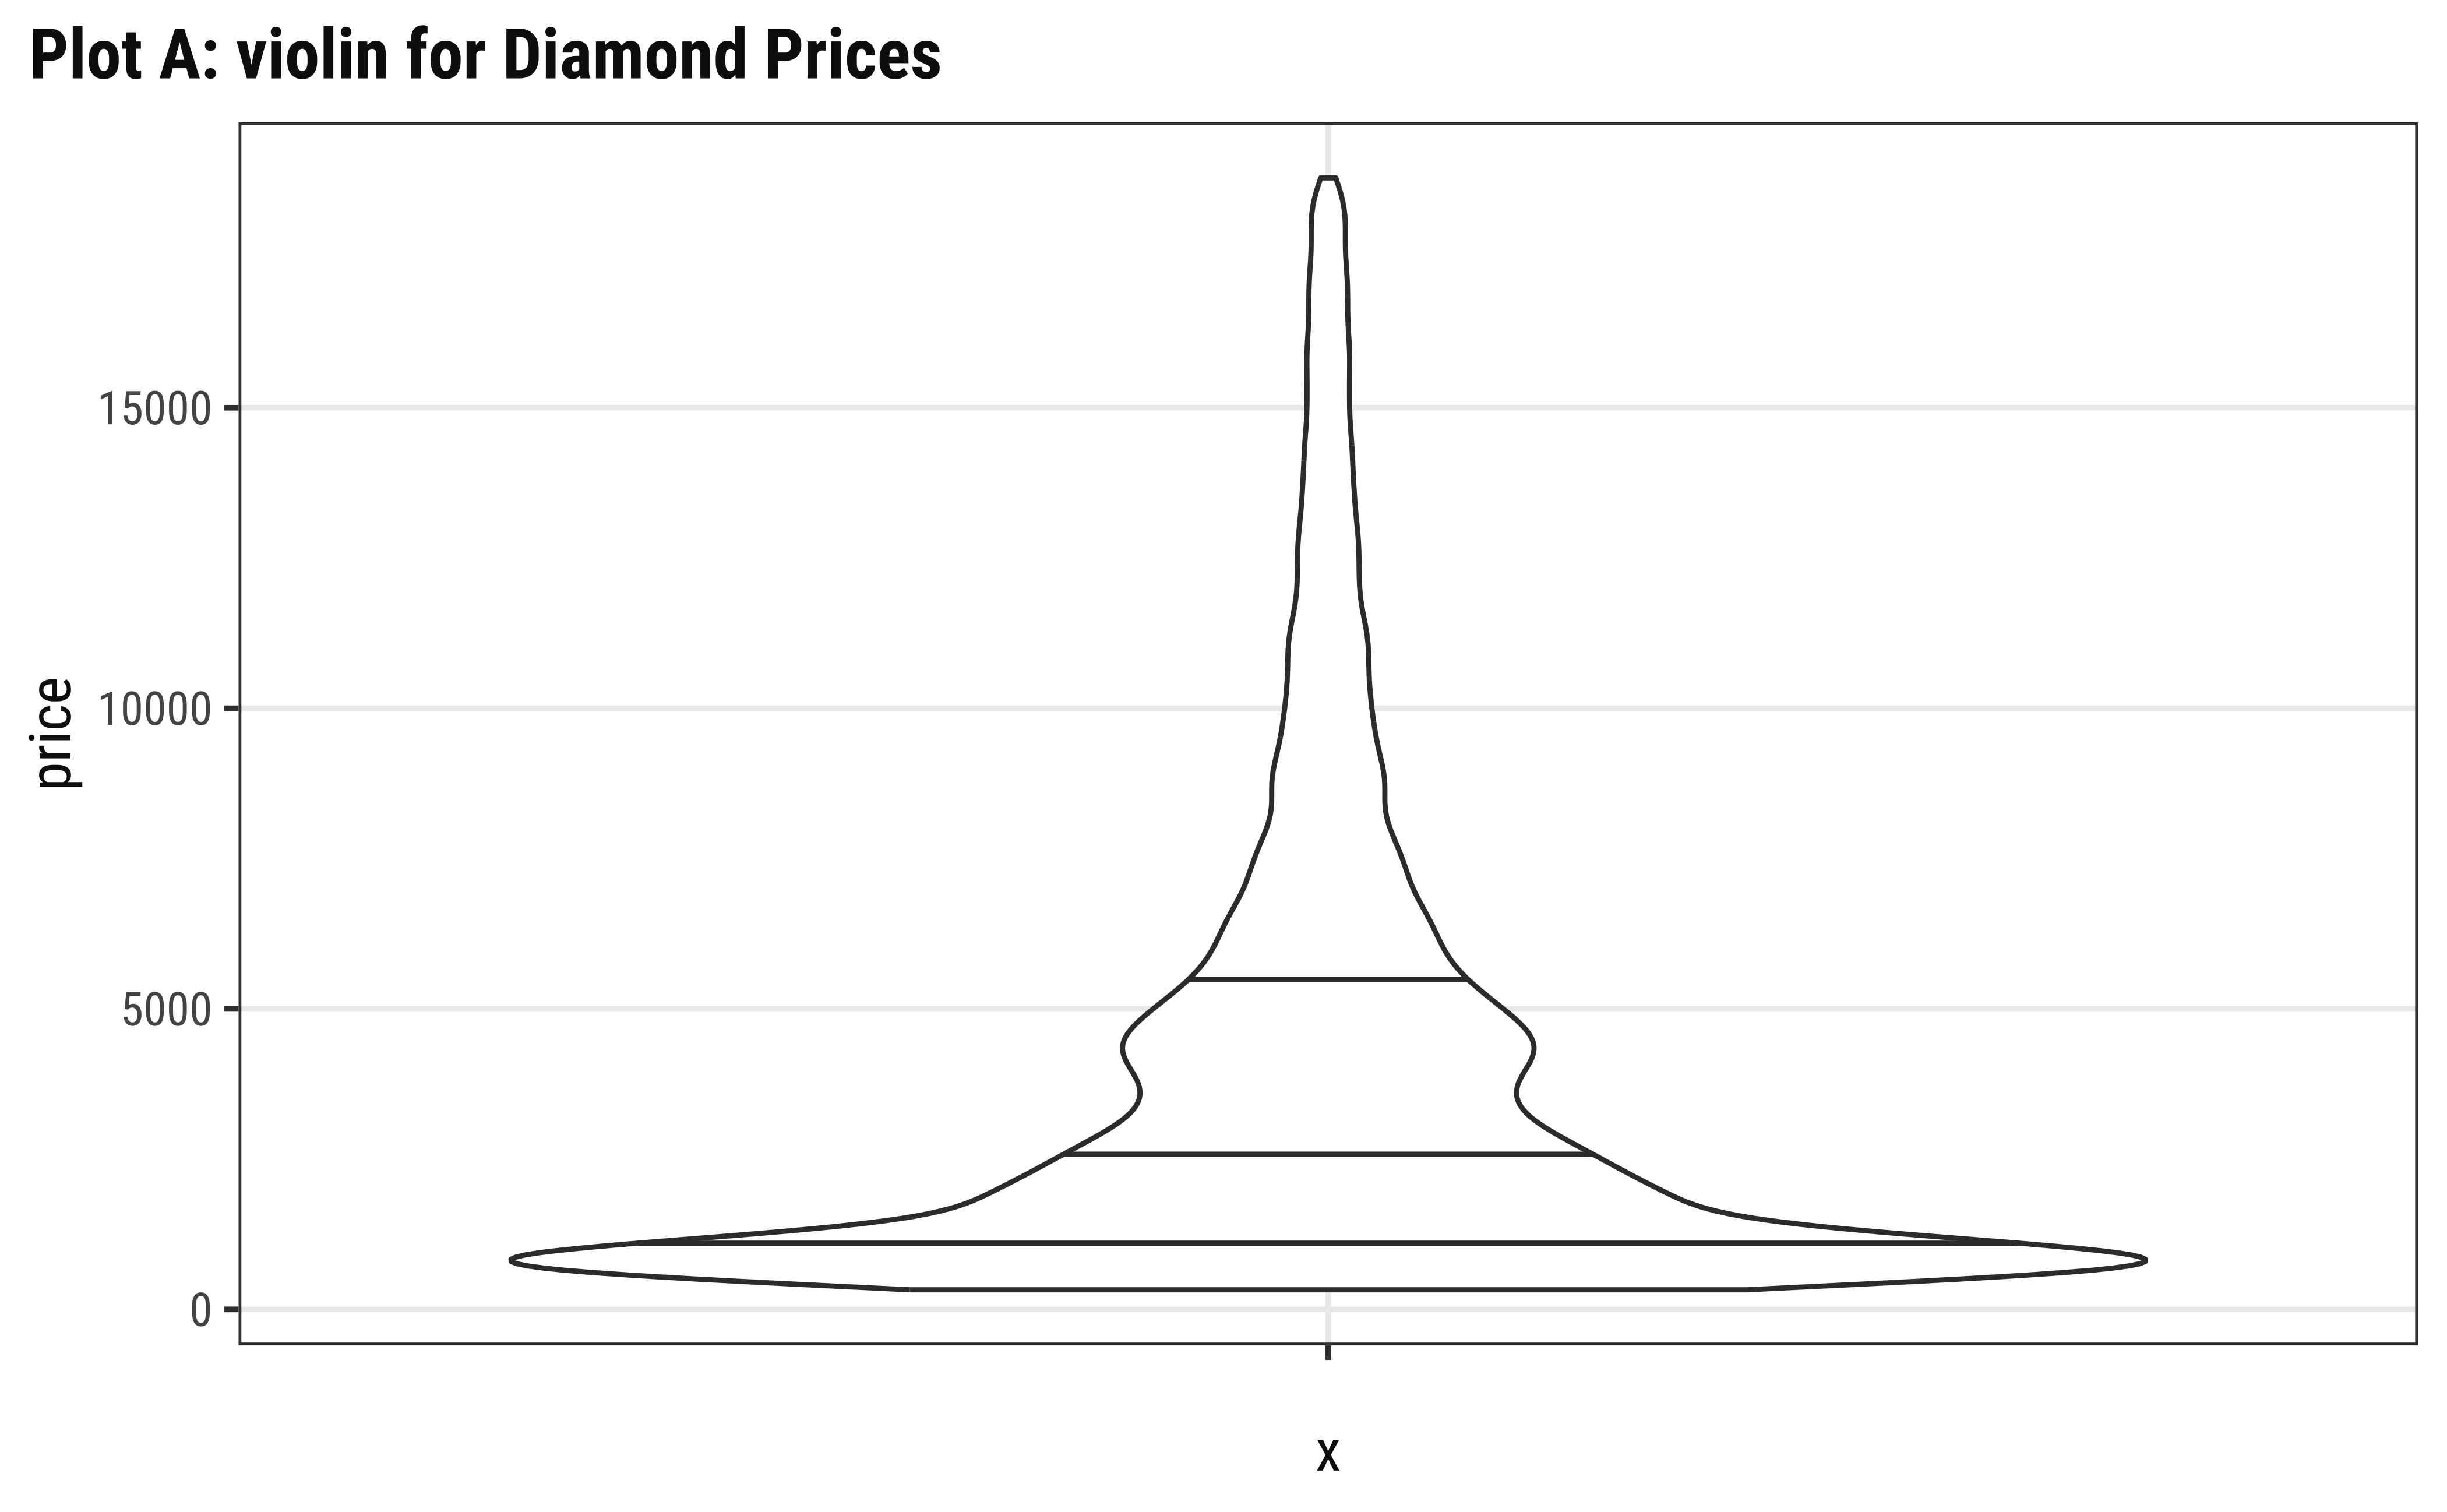 Plot A: violin for Diamond Prices
15000
10000
5000
0
price
x